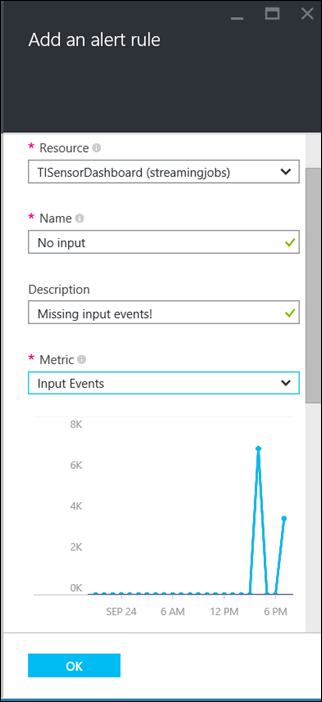 Add an alert rule
* Resource
TISensorDashboard (streamingjobs)
* Name
No input
Description
Missing input events!
* Metric
Input Events
8K
6K
4K
2K
0K
SEP 24 6 AM 12 PM 6 PM
OK